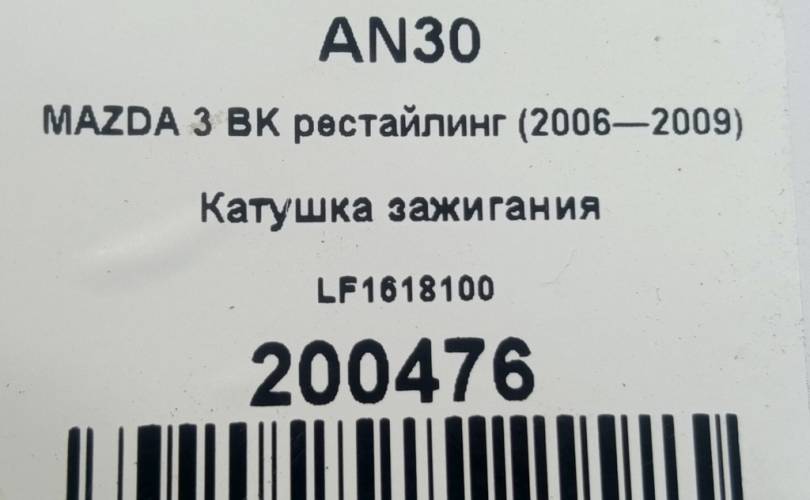 AN30
MAZDA 3 BK рестайлинг (2006—2009)
Катушка зажигания
LF1618100
200476